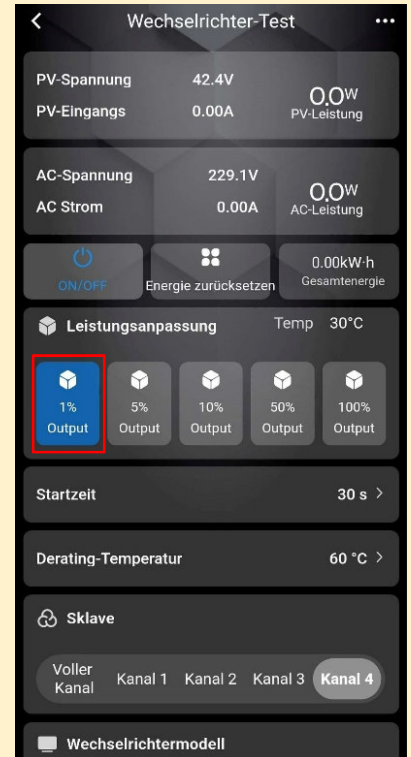 Wechselrichter-Test
PV-Spannung 42.4V
PV-Eingangs 0.00A
0.0W
PV-Leistung
AC-Spannung 229.1V
AC Strom 0.00A
0.0W
AC-Leistung
ON/OFF
Energie zurücksetzen
0.00kW·h
Gesamtenergie
Leistungsanpassung Temp 30°C
1% 5% 10% 50% 100%
Output Output Output Output Output
Startzeit 30 s
Derating-Temperatur 60 °C
Sklave
Voller Kanal 1 Kanal 2 Kanal 3 Kanal 4
Kanal
Wechselrichtermodell